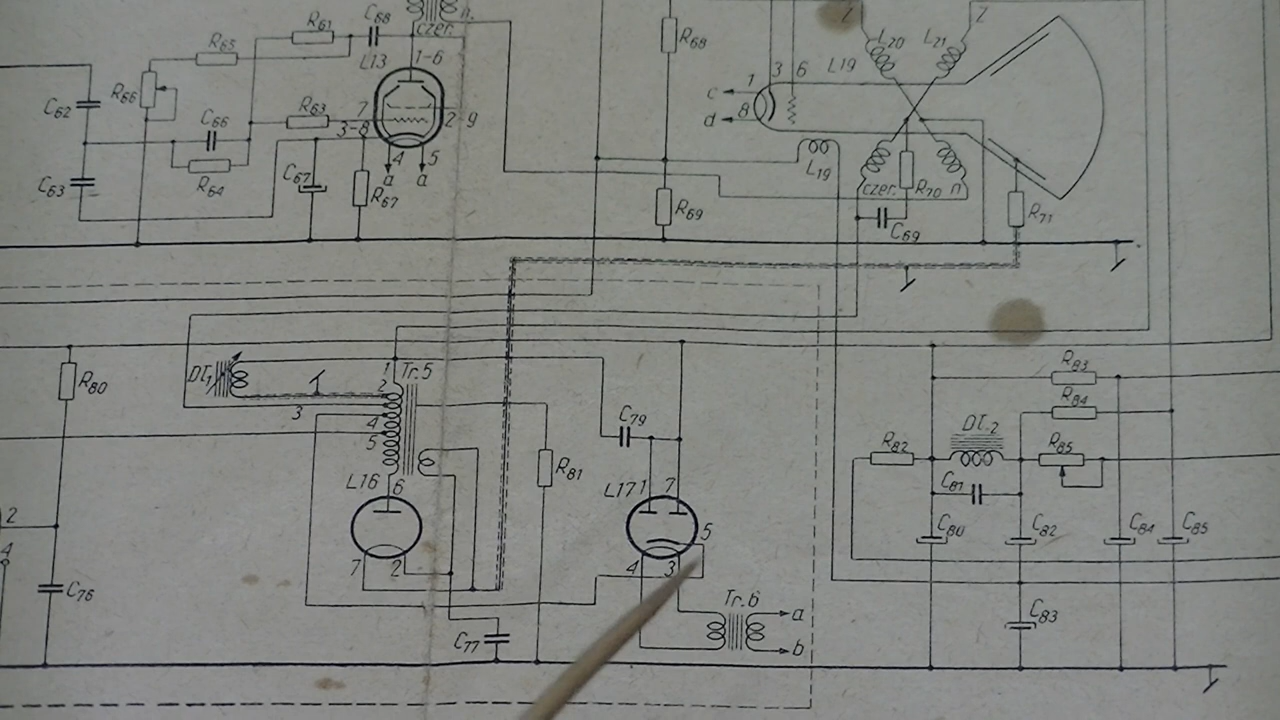 n.
czer.
C68
R61
R65
L13
1-6
R66
C62
C66
R63
7
3-8
2
9
R64
C63
C67
4
5
a
a
R67
R68
1
3
6
c
8
d
L19
L20
L21
2
L19
czer.
R70
n
C69
R69
R71
R80
Dł,1
1
Tr.5
2
3
4
5
L16
6
7
2
R81
C79
L17
1
7
5
4
3
Tr.6
a
b
C77
C76
2
4
R83
R84
Dł.2
R82
R85
C81
C80
C82
C84
C85
C83